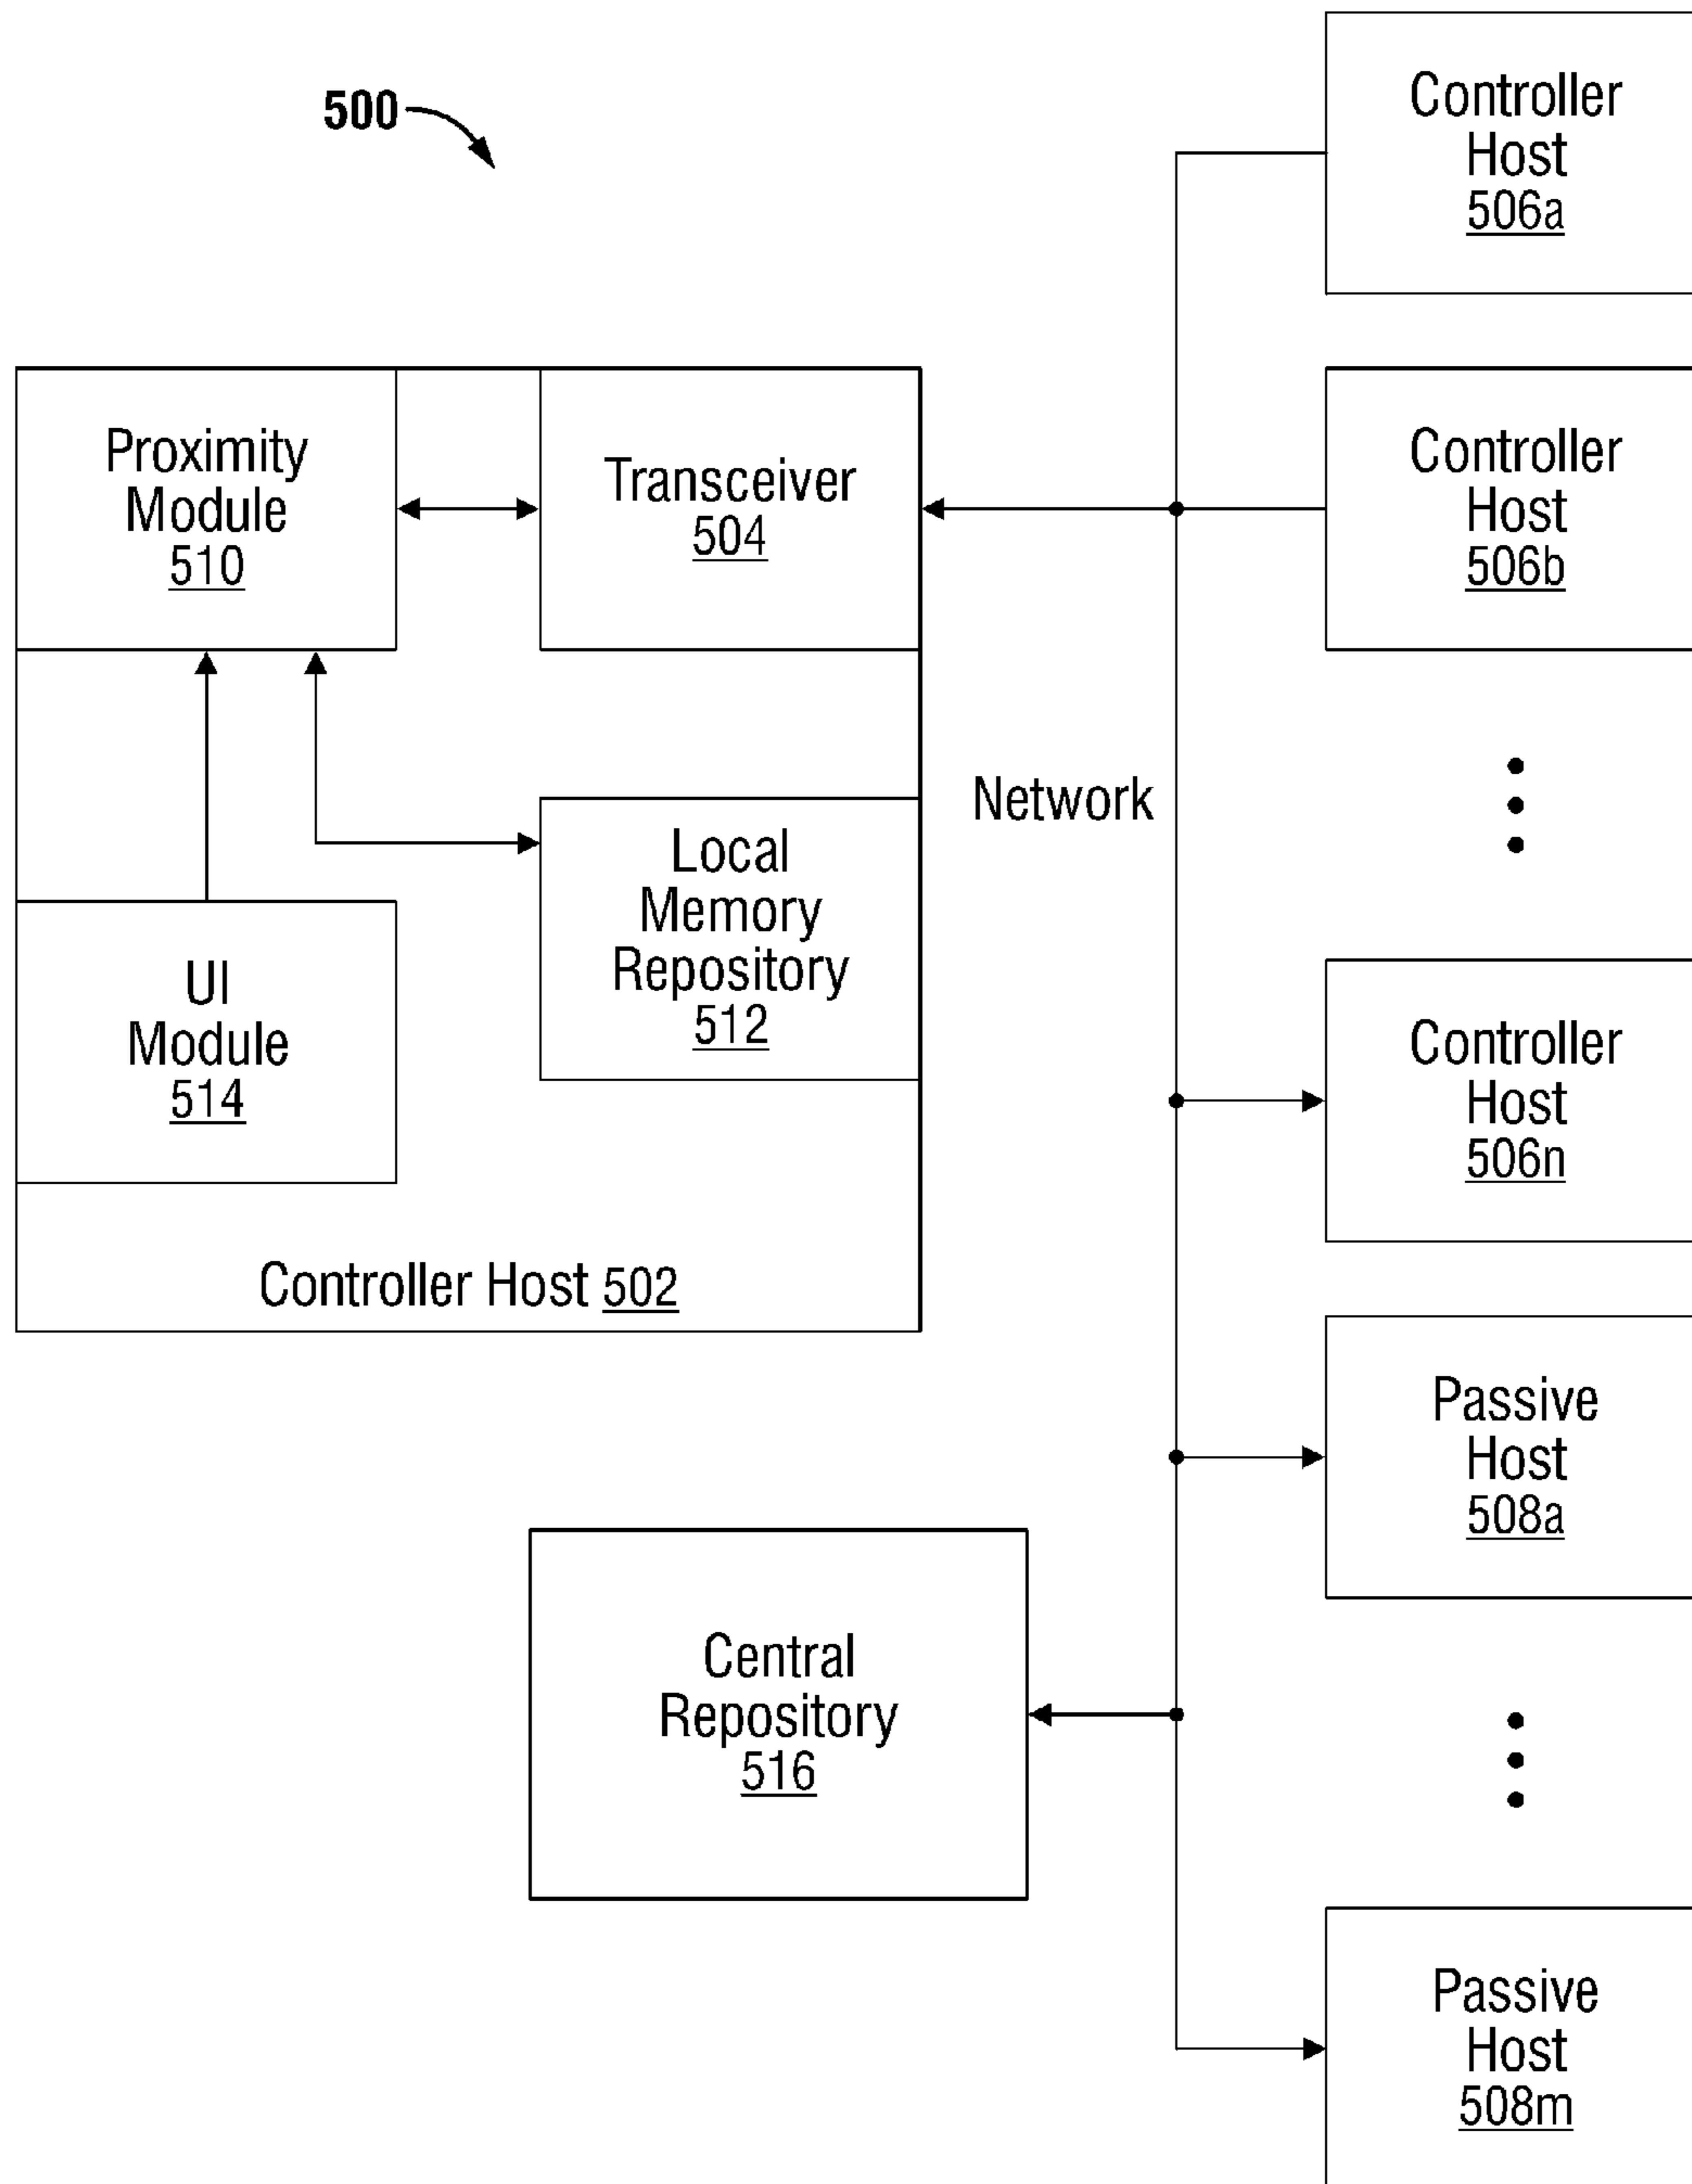 500
Controller
Host
506a
Proximity
Module
510
Transceiver
504
Controller
Host
506b
Network
Local
Memory
Repository
512
UI
Module
514
Controller Host 502
Controller
Host
506n
Passive
Host
508a
Central
Repository
516
Passive
Host
508m